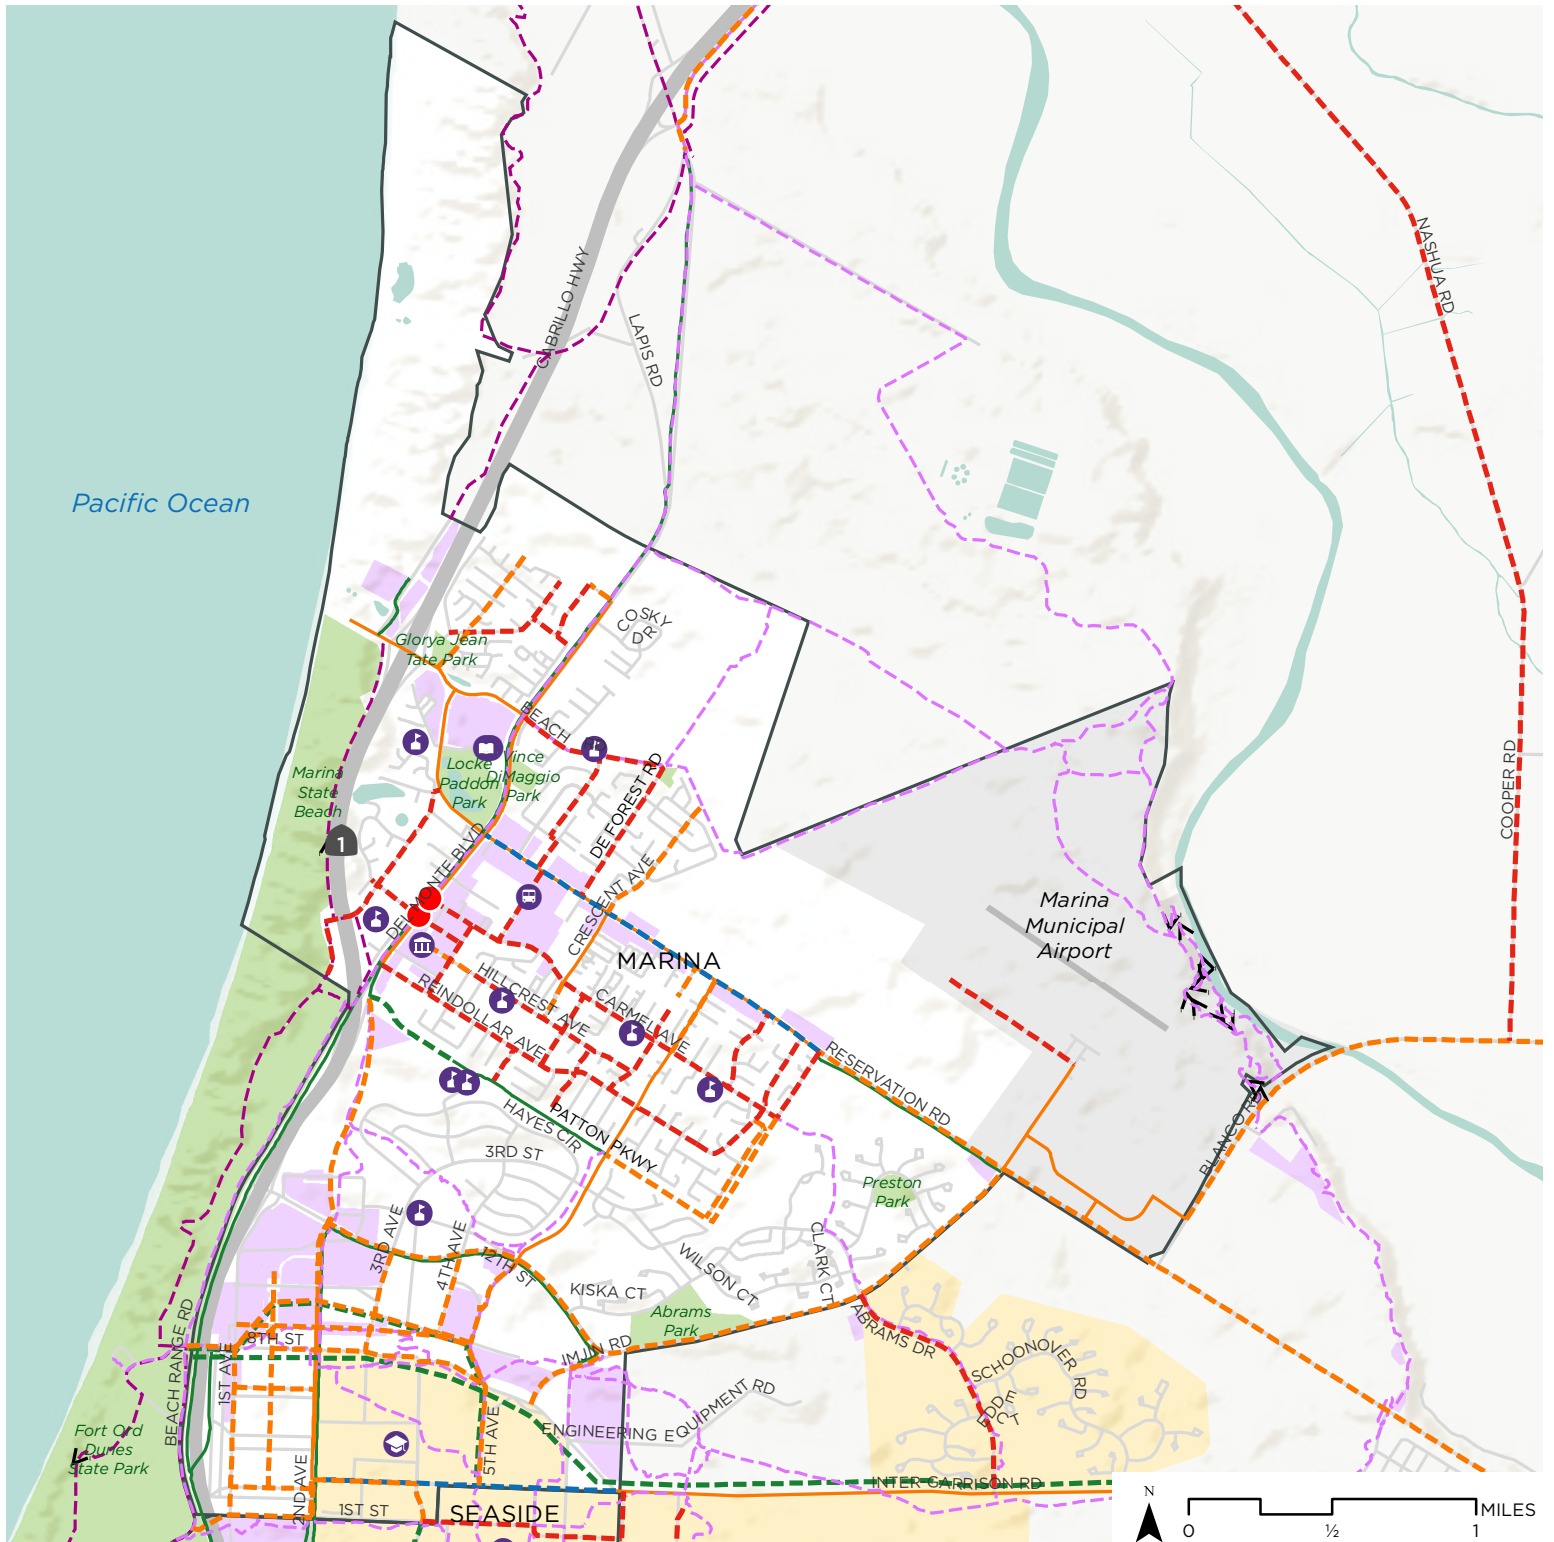 NASHUA RD
CABRILLO HWY
LAPIS RD
Pacific Ocean
COSKY
DR
Glorya Jean
Tate Park
BEACH
Marina
State
Beach
Locke
Paddon
Park
Vince
DiMaggio
Park
DE FOREST RD
COOPER RD
1
DEL MONTE BLVD
CRESCENT AVE
Marina
Municipal
Airport
MARINA
HILLCREST AVE
REINDOLLAR AVE
CARMEL AVE
RESERVATION RD
HAYES CIR
PATTON PKWY
BLANCO RD
3RD ST
Preston
Park
3RD AVE
4TH AVE
12TH ST
WILSON CT
CLARK CT
KISKA CT
Abrams
Park
IMJIN RD
ABRAMS DR
BEACH RANGE RD
8TH ST
1ST AVE
SCHOONOVER RD
EDDE
CT
ENGINEERING EQUIPMENT RD
5TH AVE
Fort Ord
Dunes
State Park
2ND AVE
INTER GARRISON RD
1ST ST
SEASIDE
N
MILES
0
½
1